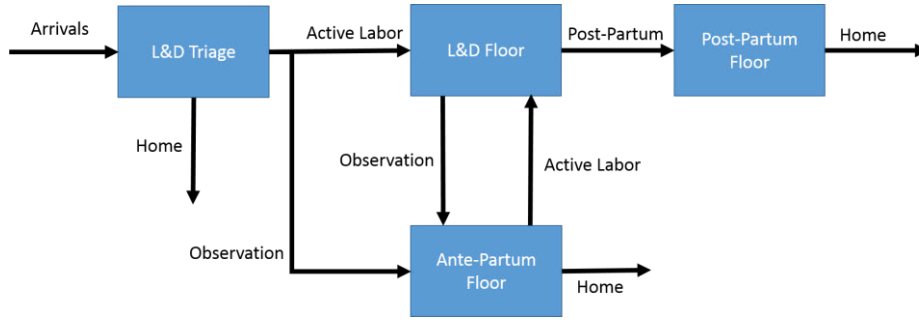 Arrivals
L&D Triage
Active Labor
L&D Floor
Post-Partum
Post-Partum
Floor
Home
Home
Observation
Active Labor
Observation
Ante-Partum
Floor
Home